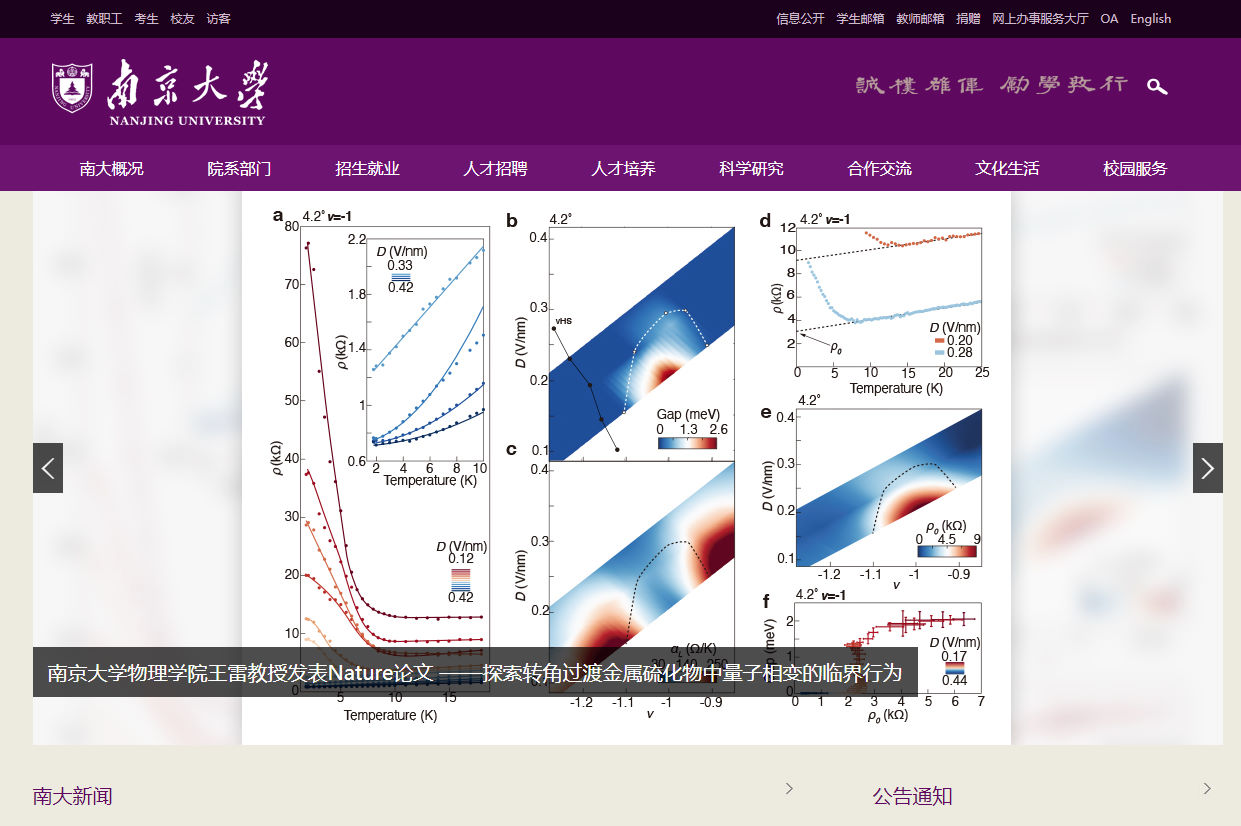 学生 教职工 考生 校友 访客
信息公开 学生邮箱 教师邮箱 捐赠 网上办事服务大厅 OA English
南京大学
NANJING UNIVERSITY
誠樸雄偉 勵學敦行
南大概况 院系部门 招生就业 人才招聘 人才培养 科学研究 合作交流 文化生活 校园服务
a
4.2° v=-1
80
70
60
50
40
30
20
10
0
ρ (kΩ)
5 10 15
Temperature (K)
2.2
1.8
1.4
1
0.6
ρ (kΩ)
D (V/nm)
0.33
0.42
2 4 6 8 10
Temperature (K)
D (V/nm)
0.12
0.42
b
4.2°
0.4
0.3
0.2
0.1
D (V/nm)
vHS
Gap (meV)
0 1.3 2.6
c
0.4
0.3
0.2
D (V/nm)
-1.2 -1.1 -1 -0.9
v
d
4.2° v=-1
12
10
8
6
4
2
ρ (kΩ)
ρ0
D (V/nm)
0.20
0.28
0 5 10 15 20 25
Temperature (K)
e
4.2°
0.4
0.3
0.2
0.1
D (V/nm)
ρ0 (kΩ)
0 4.5 9
-1.2 -1.1 -1 -0.9
v
f
4.2° v=-1
2
1
0
D (V/nm)
0.17
0.44
0 1 2 3 4 5 6 7
ρ0 (kΩ)
南京大学物理学院王雷教授发表Nature论文 ——探索转角过渡金属硫化物中量子相变的临界行为
南大新闻
公告通知